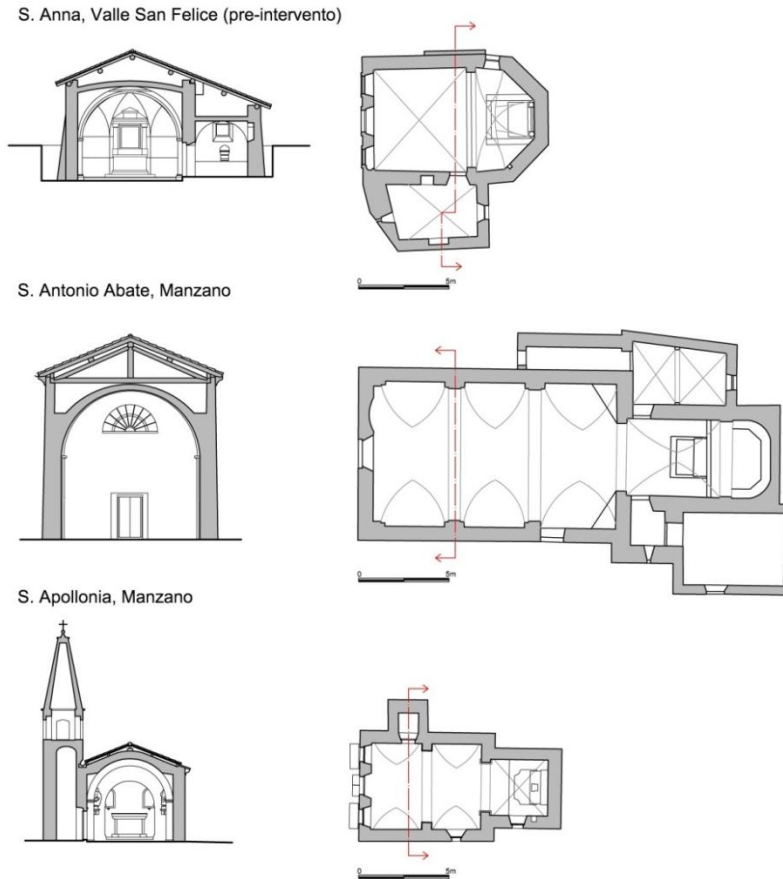 S. Anna, Valle San Felice (pre-intervento)
0 5m
S. Antonio Abate, Manzano
0 5m
S. Apollonia, Manzano
0 5m